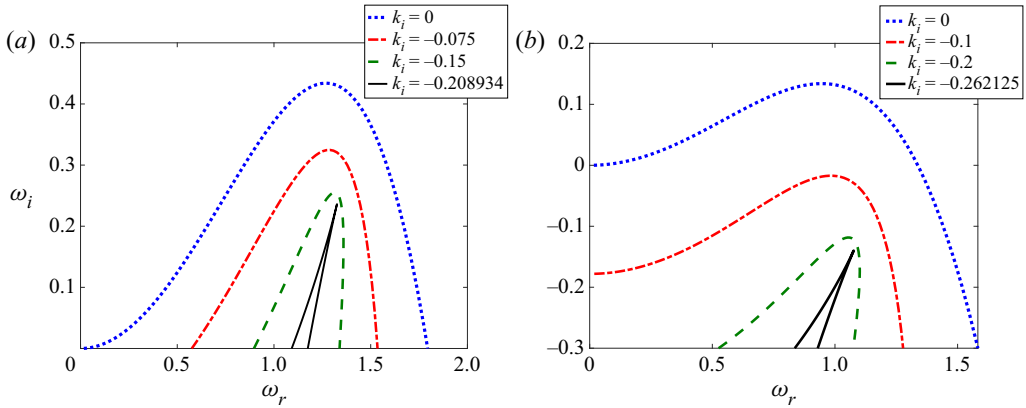 (a)
k_i = 0
k_i = –0.075
k_i = –0.15
k_i = –0.208934
0.5
0.4
0.3
0.2
0.1
0
0.5
1.0
1.5
2.0
ω_i
ω_r
(b)
k_i = 0
k_i = –0.1
k_i = –0.2
k_i = –0.262125
0.2
0.1
0
–0.1
–0.2
–0.3
0
0.5
1.0
1.5
ω_r